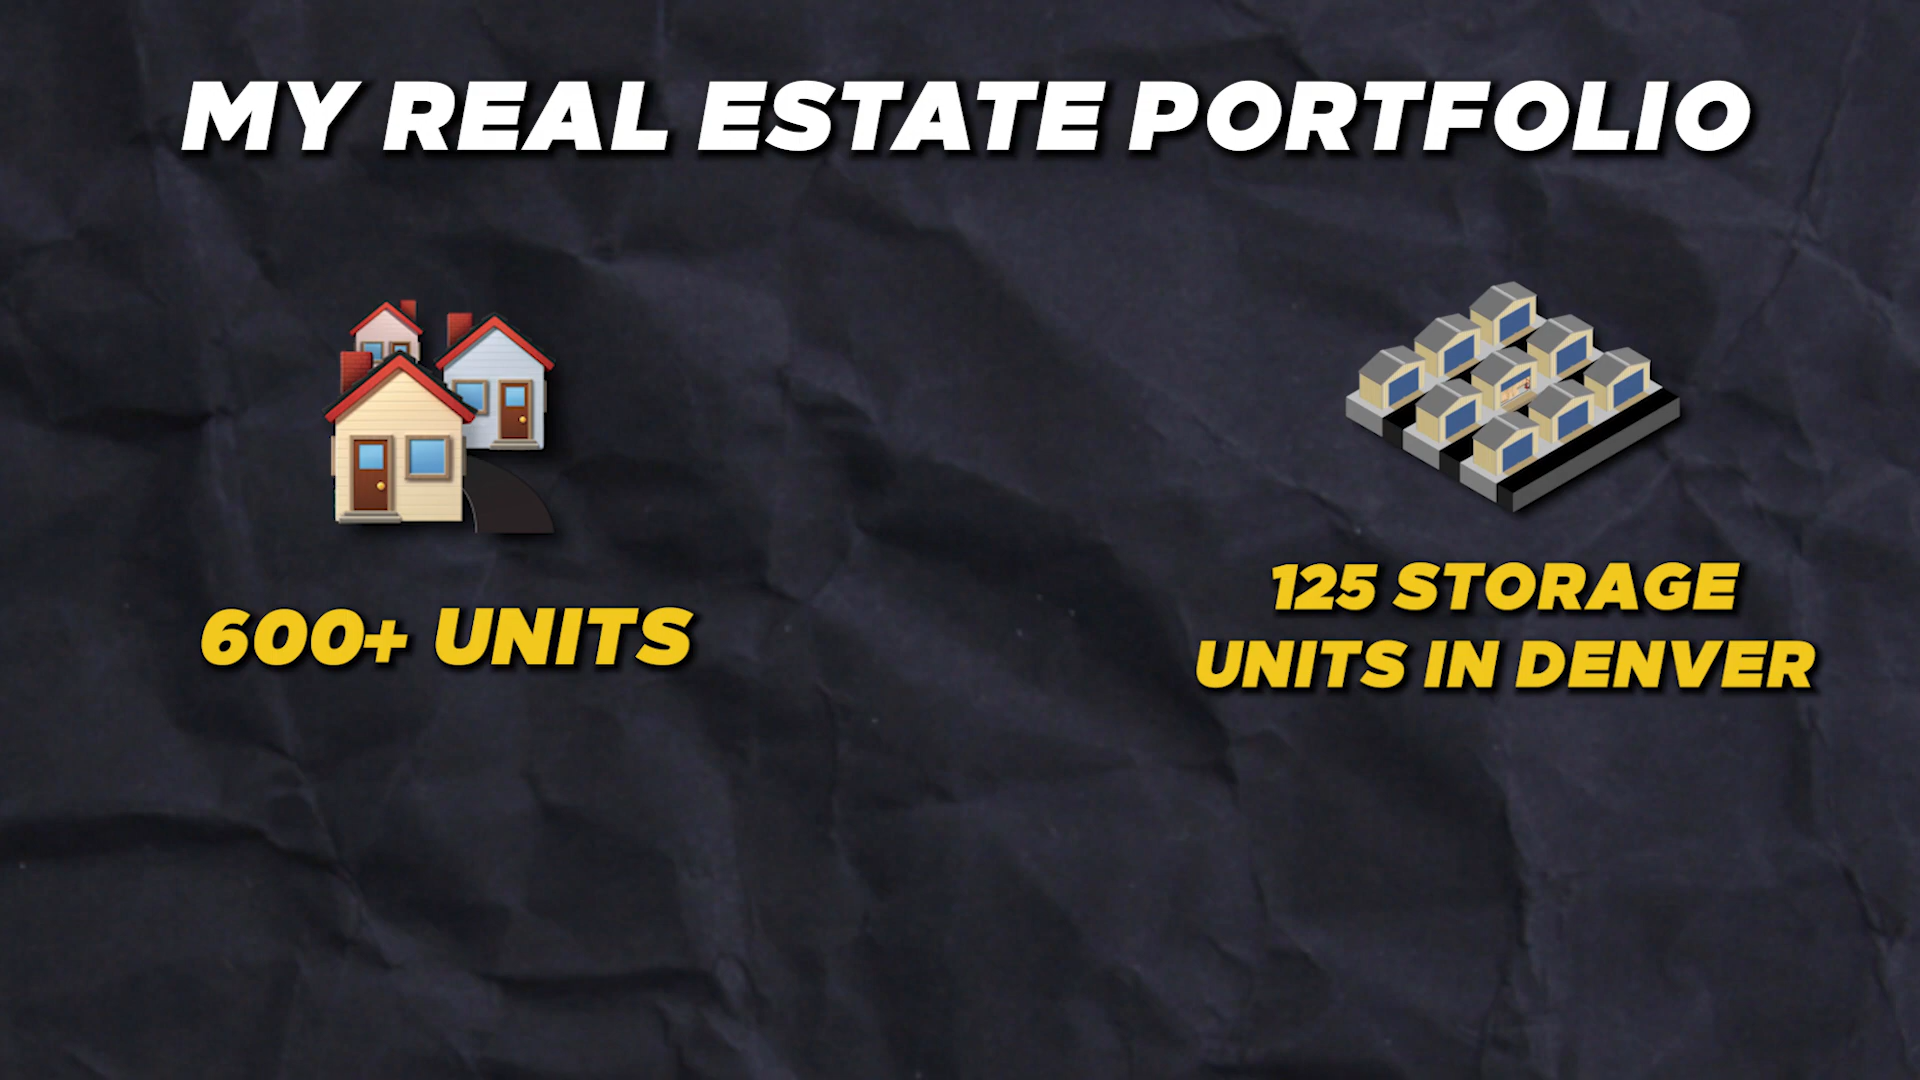 MY REAL ESTATE PORTFOLIO
600+ UNITS
125 STORAGE
UNITS IN DENVER